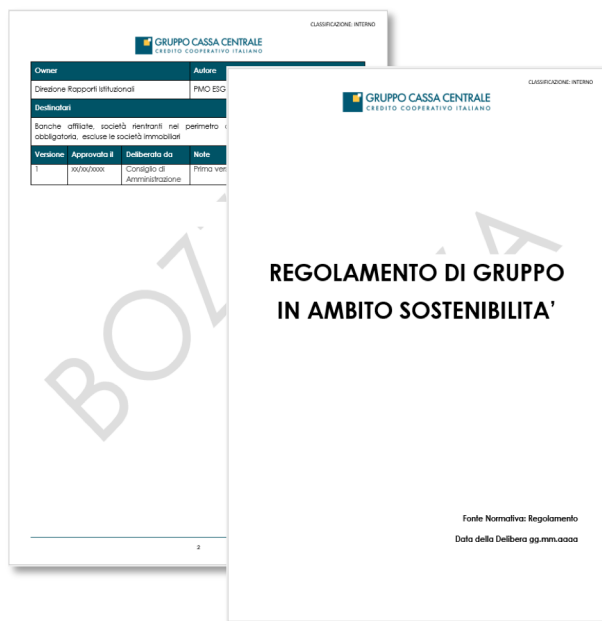 CLASSIFICAZIONE: INTERNO
GRUPPO CASSA CENTRALE
CREDITO COOPERATIVO ITALIANO
Owner
Autore
Direzione Rapporti Istituzionali
PMO ESG
Destinatari
Banche affiliate, società rientranti nel perimetro
obbligatoria, escluse le società immobiliari
Versione
Approvata il
Deliberata da
Note
1
xx/xx/xxxx
Consiglio di
Amministrazione
Prima
2
CLASSIFICAZIONE: INTERNO
GRUPPO CASSA CENTRALE
CREDITO COOPERATIVO ITALIANO
REGOLAMENTO DI GRUPPO
IN AMBITO SOSTENIBILITA’
Fonte Normativa: Regolamento
Data della Delibera gg.mm.aaaa